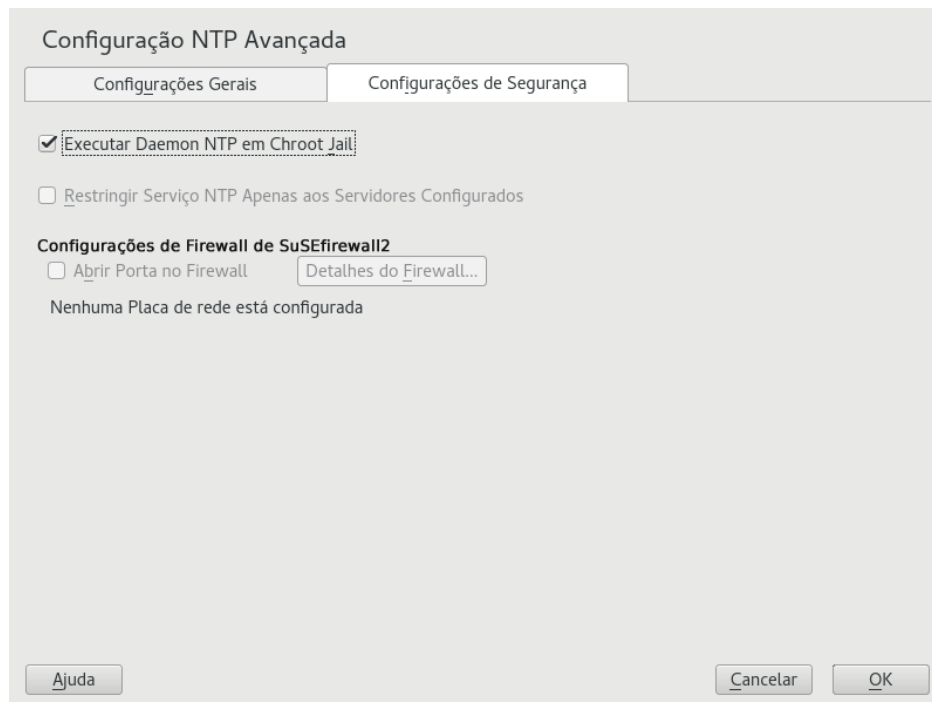 Configuração NTP Avançada
Configurações Gerais
Configurações de Segurança
Executar Daemon NTP em Chroot Jail
Restringir Serviço NTP Apenas aos Servidores Configurados
Configurações de Firewall de SuSEfirewall2
Abrir Porta no Firewall
Detalhes do Firewall...
Nenhuma Placa de rede está configurada
Ajuda
Cancelar
OK